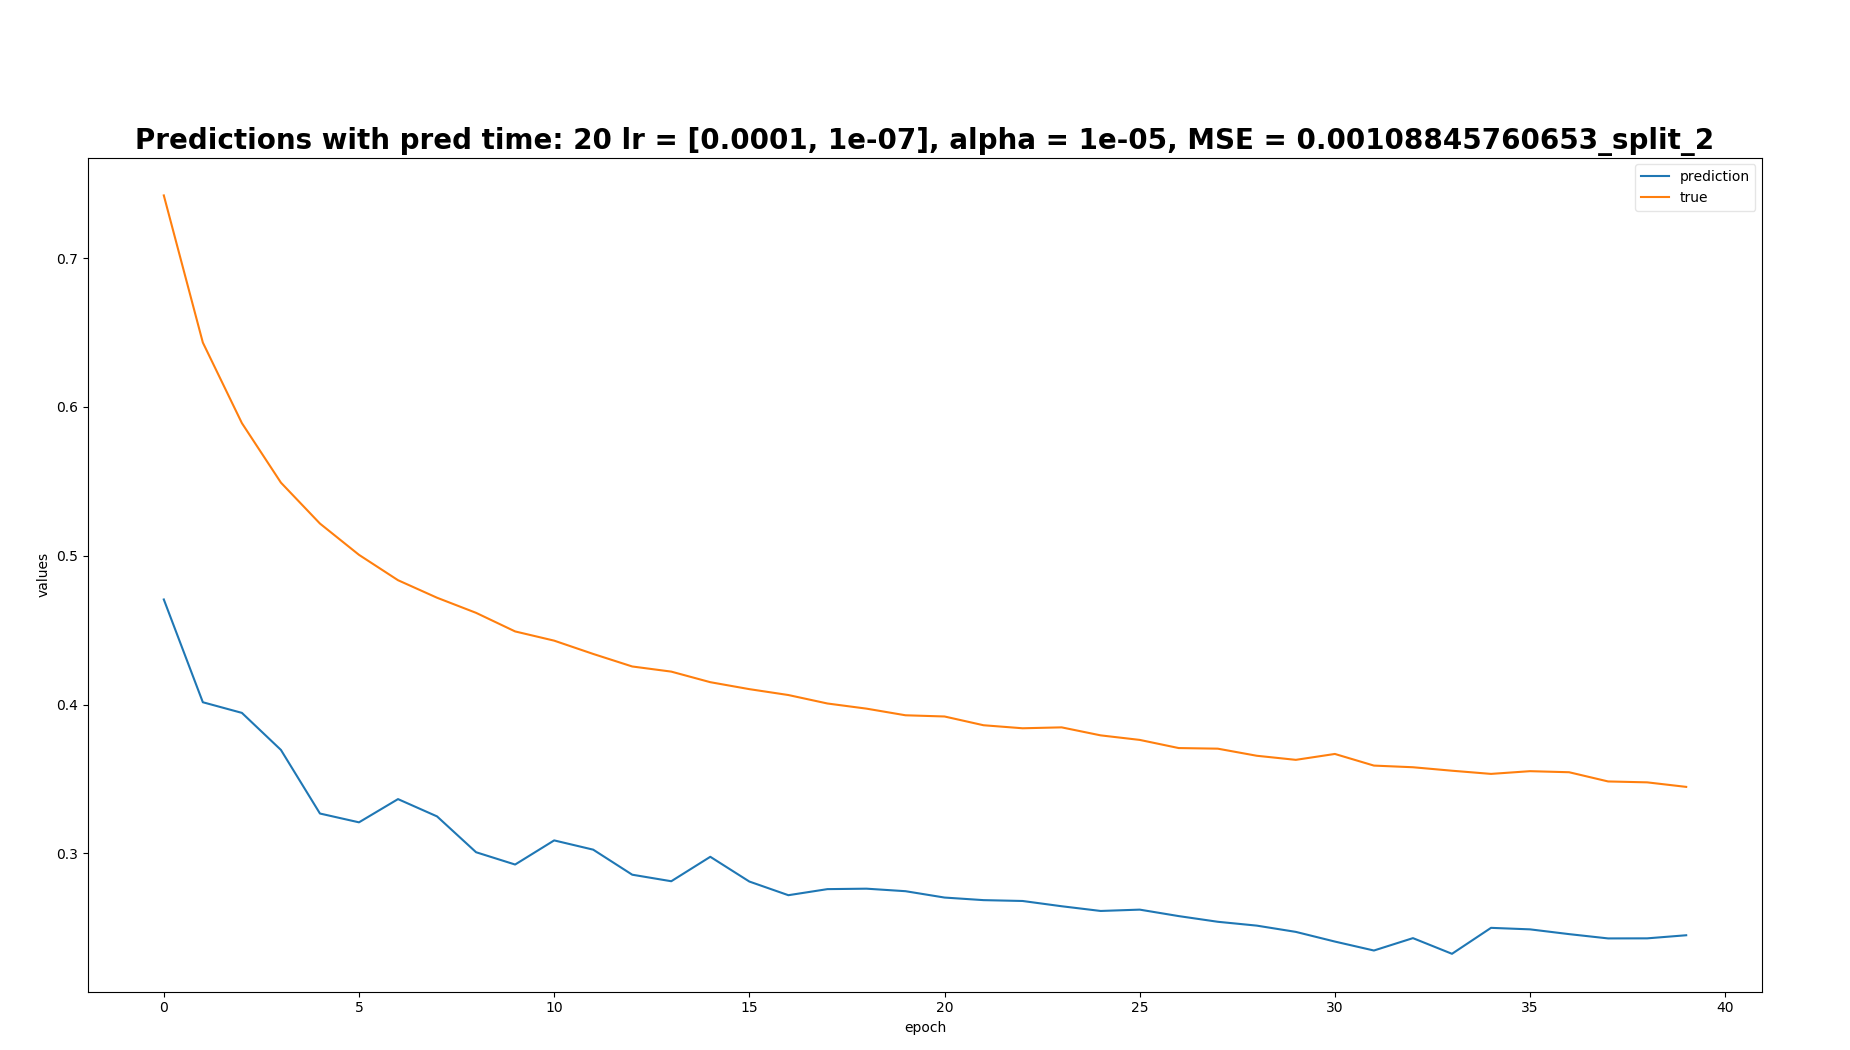 Predictions with pred time: 20 lr = [0.0001, 1e-07], alpha = 1e-05, MSE = 0.00108845760653_split_2
prediction
true
values
0.7
0.6
0.5
0.4
0.3
0 5 10 15 20 25 30 35 40
epoch